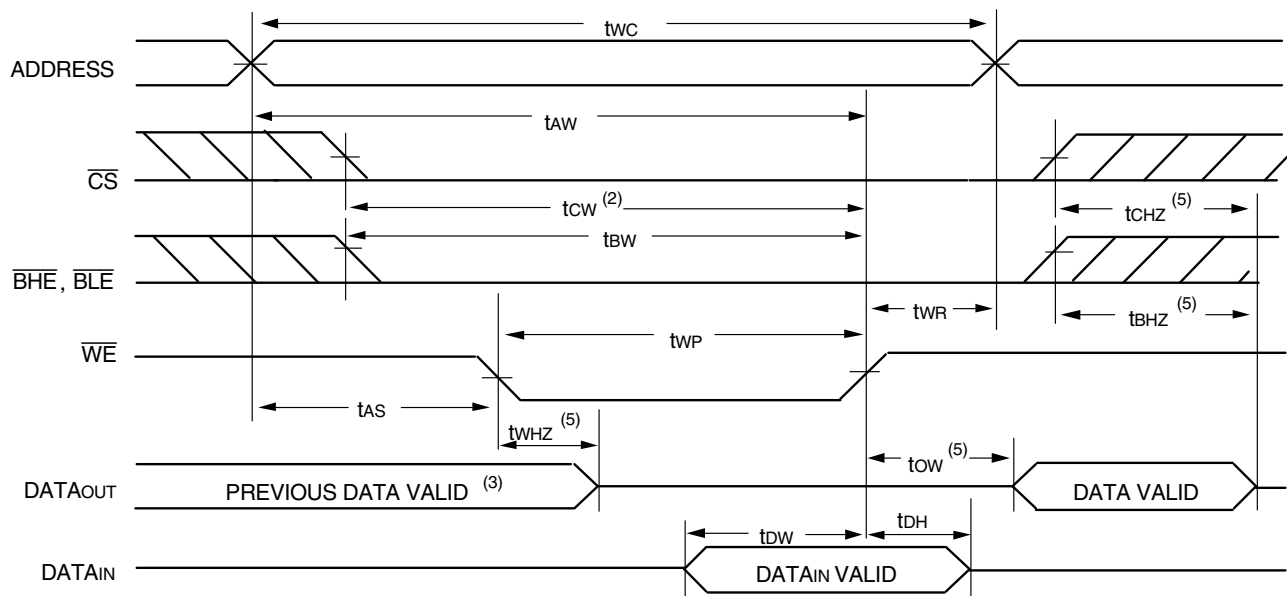 tWC
ADDRESS
tAW
CS
tCW (2)
tCHZ (5)
tBW
BHE, BLE
tWR
tBHZ (5)
tWP
WE
tAS
tWHZ (5)
tOW (5)
DATAOUT
PREVIOUS DATA VALID (3)
DATA VALID
tDW
tDH
DATAIN
DATAIN VALID